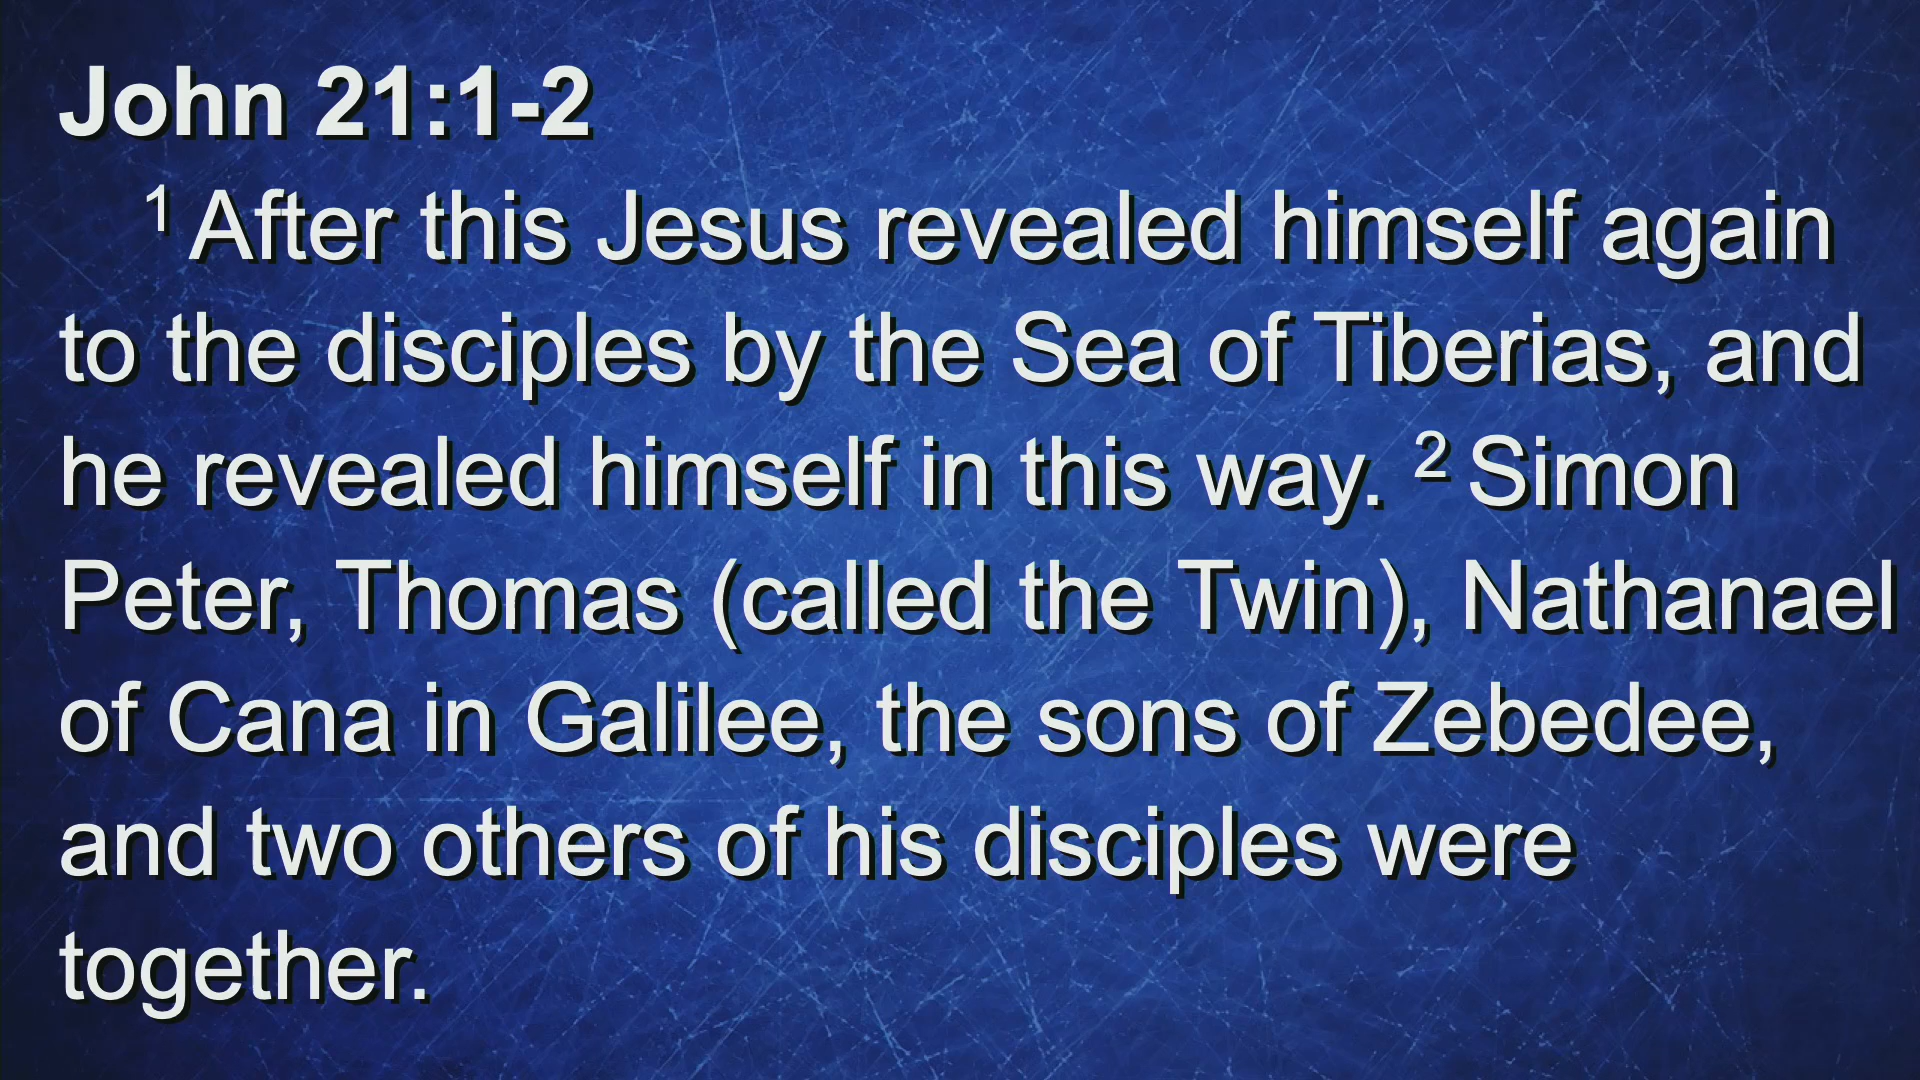 John 21:1-2
1 After this Jesus revealed himself again
to the disciples by the Sea of Tiberias, and
he revealed himself in this way. 2 Simon
Peter, Thomas (called the Twin), Nathanael
of Cana in Galilee, the sons of Zebedee,
and two others of his disciples were
together.